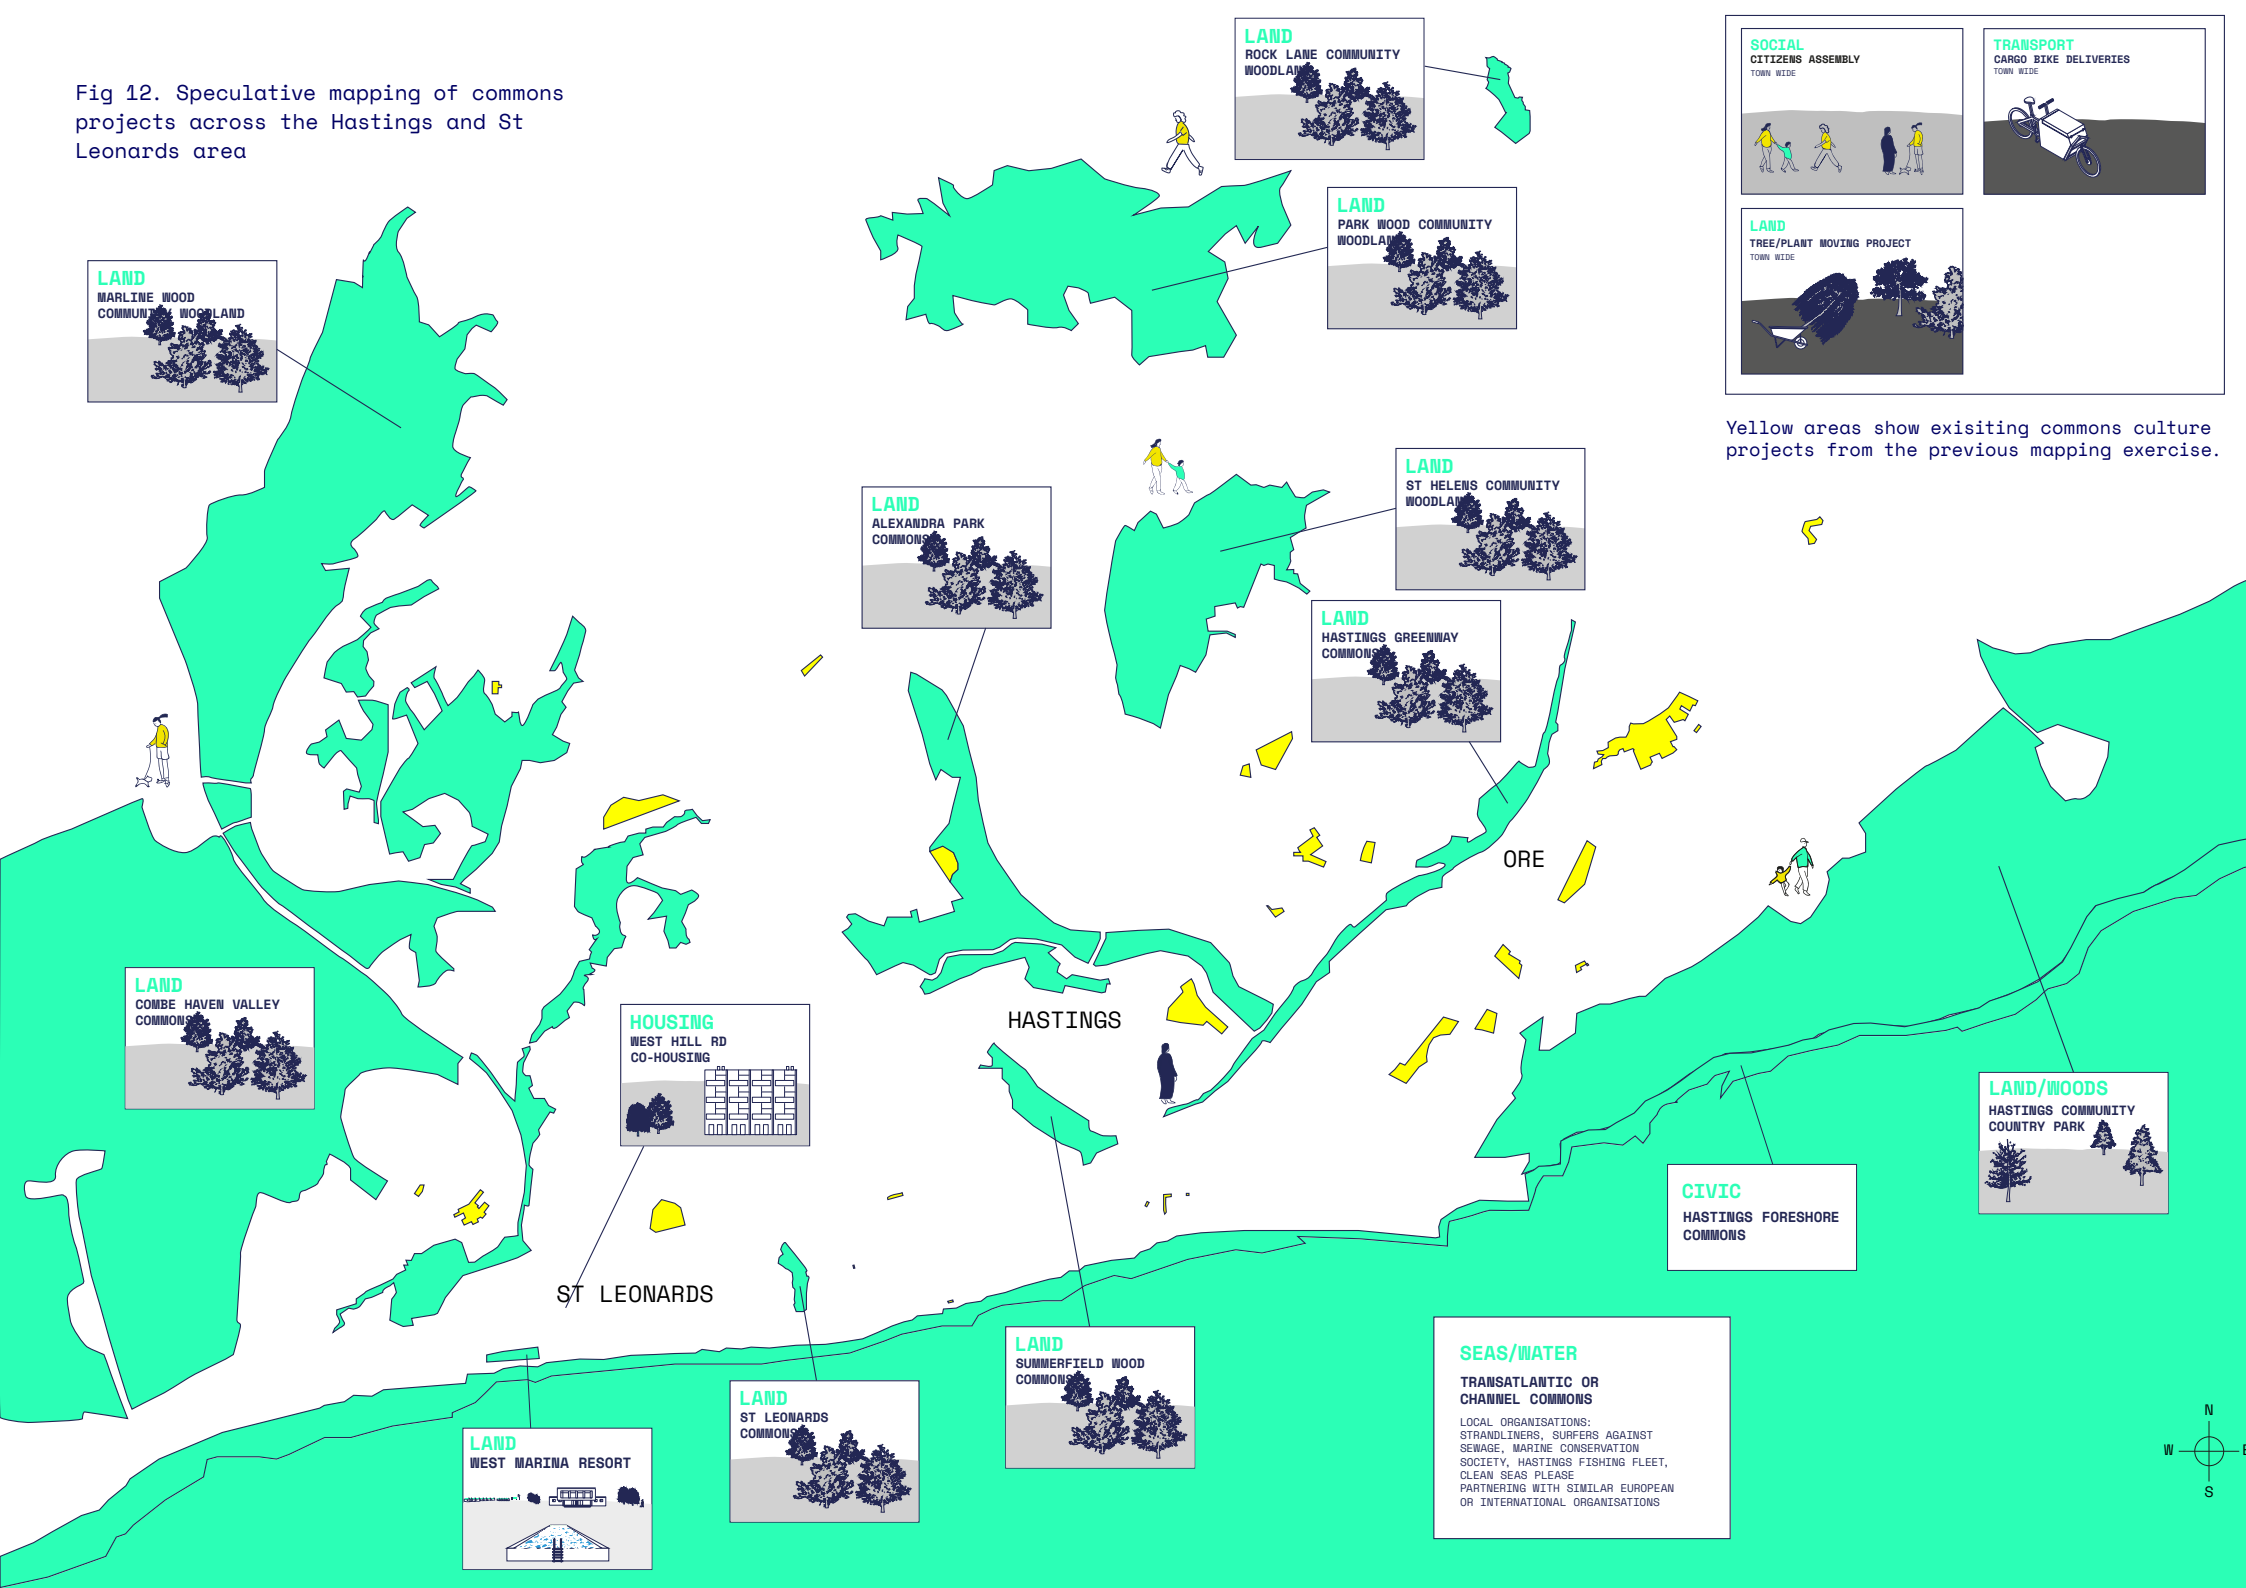 Fig 12. Speculative mapping of commons
projects across the Hastings and St
Leonards area
LAND
ROCK LANE COMMUNITY
WOODLAN
SOCIAL
CITIZENS ASSEMBLY
TOWN WIDE
TRANSPORT
CARGO BIKE DELIVERIES
TOWN WIDE
LAND
TREE/PLANT MOVING PROJECT
TOWN WIDE
Yellow areas show exisiting commons culture
projects from the previous mapping exercise.
LAND
PARK WOOD COMMUNITY
WOODLAN
LAND
MARLINE WOOD
COMMUNITY WOODLAND
LAND
ST HELENS COMMUNITY
WOODLAN
LAND
ALEXANDRA PARK
COMMONS
LAND
HASTINGS GREENWAY
COMMONS
ORE
LAND
COMBE HAVEN VALLEY
COMMONS
HOUSING
WEST HILL RD
CO-HOUSING
HASTINGS
LAND/WOODS
HASTINGS COMMUNITY
COUNTRY PARK
CIVIC
HASTINGS FORESHORE
COMMONS
ST LEONARDS
LAND
SUMMERFIELD WOOD
COMMONS
SEAS/WATER
TRANSATLANTIC OR
CHANNEL COMMONS
LOCAL ORGANISATIONS:
STRANDLINERS, SURFERS AGAINST
SEWAGE, MARINE CONSERVATION
SOCIETY, HASTINGS FISHING FLEET,
CLEAN SEAS PLEASE
PARTNERING WITH SIMILAR EUROPEAN
OR INTERNATIONAL ORGANISATIONS
LAND
ST LEONARDS
COMMONS
LAND
WEST MARINA RESORT
N
W E
S